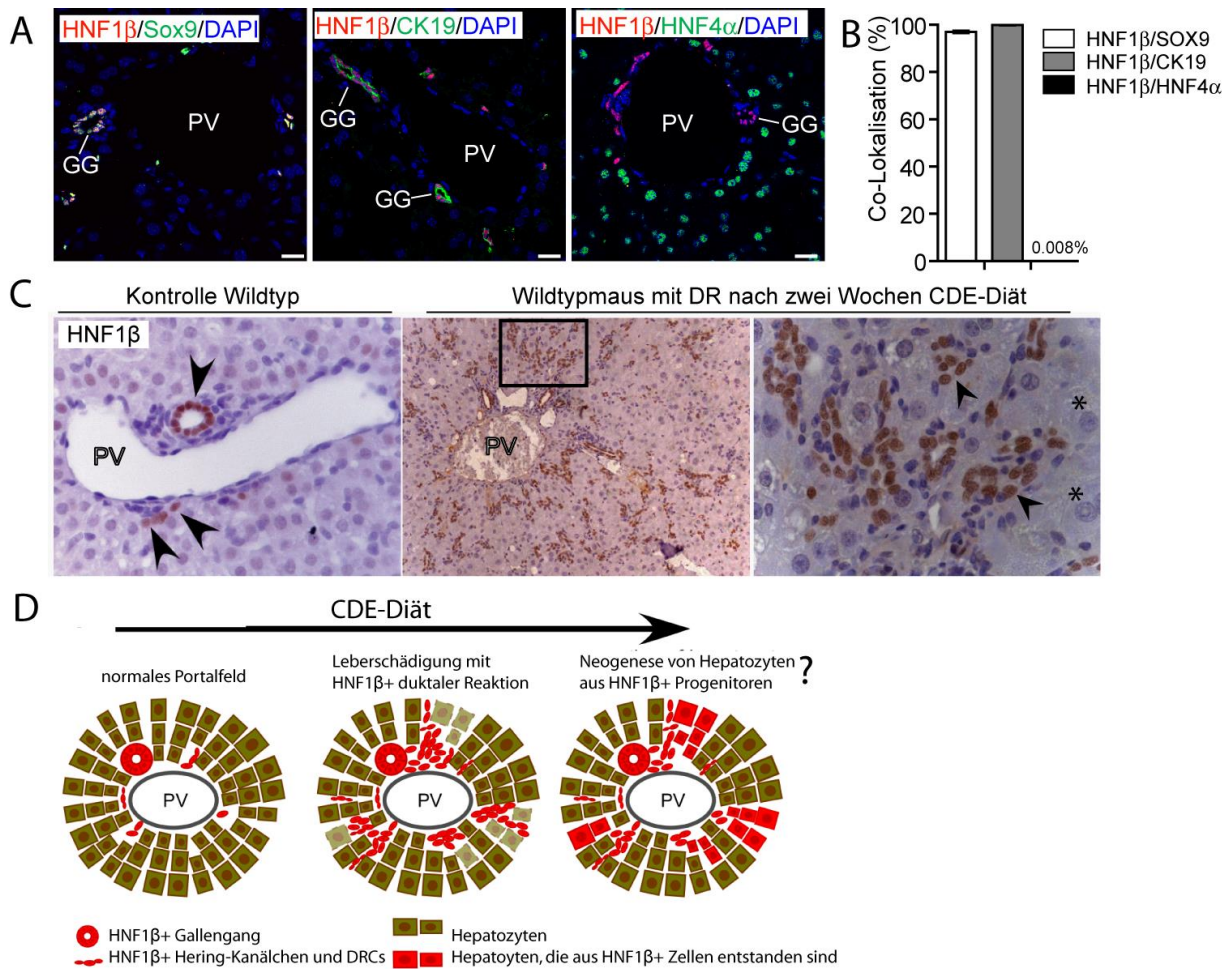 A
HNF1β/Sox9/DAPI
PV
GG
HNF1β/CK19/DAPI
GG
PV
GG
HNF1β/HNF4α/DAPI
PV
GG
B
Co-Lokalisation (%)
100
80
60
40
20
0
0.008%
HNF1β/SOX9
HNF1β/CK19
HNF1β/HNF4α
C
Kontrolle Wildtyp
Wildtypmaus mit DR nach zwei Wochen CDE-Diät
HNF1β
PV
PV
*
*
D
CDE-Diät
normales Portalfeld
Leberschädigung mit
HNF1β+ duktaler Reaktion
Neogenese von Hepatozyten
aus HNF1β+ Progenitoren
?
PV
PV
PV
HNF1β+ Gallengang
HNF1β+ Hering-Kanälchen und DRCs
Hepatozyten
Hepatoyten, die aus HNF1β+ Zellen entstanden sind